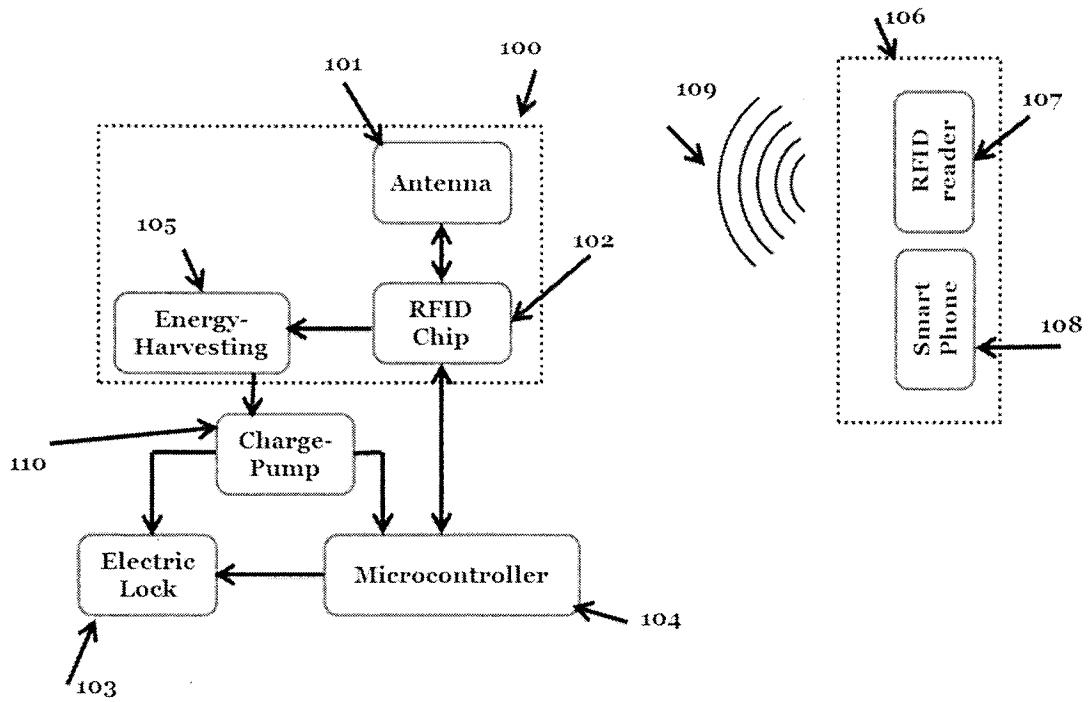 106
100
101
109
107
RFID
reader
Antenna
105
102
Energy-
Harvesting
RFID
Chip
Smart
Phone
108
Charge-
Pump
110
Electric
Lock
Microcontroller
104
103